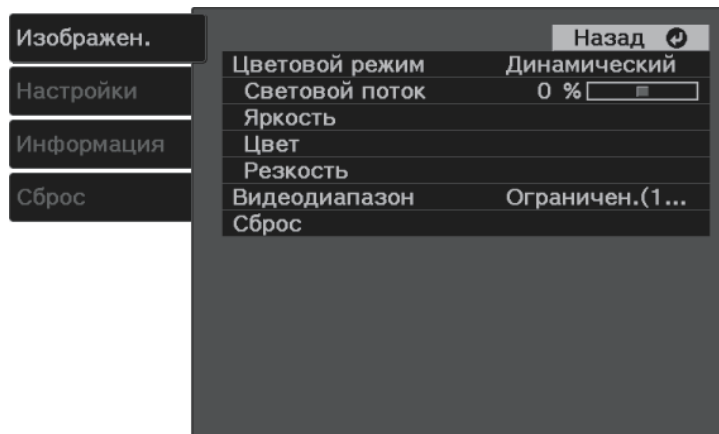 Изображен.
Настройки
Информация
Сброс
Назад
Цветовой режим Динамический
Световой поток 0 %
Яркость
Цвет
Резкость
Видеодиапазон Ограничен.(1...
Сброс